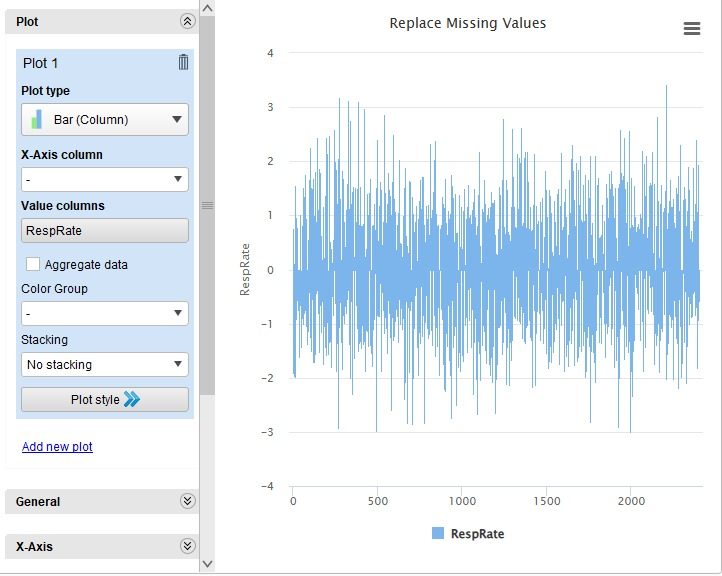 Plot
Plot 1
Plot type
Bar (Column)
X-Axis column
-
Value columns
RespRate
Aggregate data
Color Group
-
Stacking
No stacking
Plot style
Add new plot
General
X-Axis
Replace Missing Values
4
3
2
1
0
-1
-2
-3
-4
RespRate
0 500 1000 1500 2000
RespRate